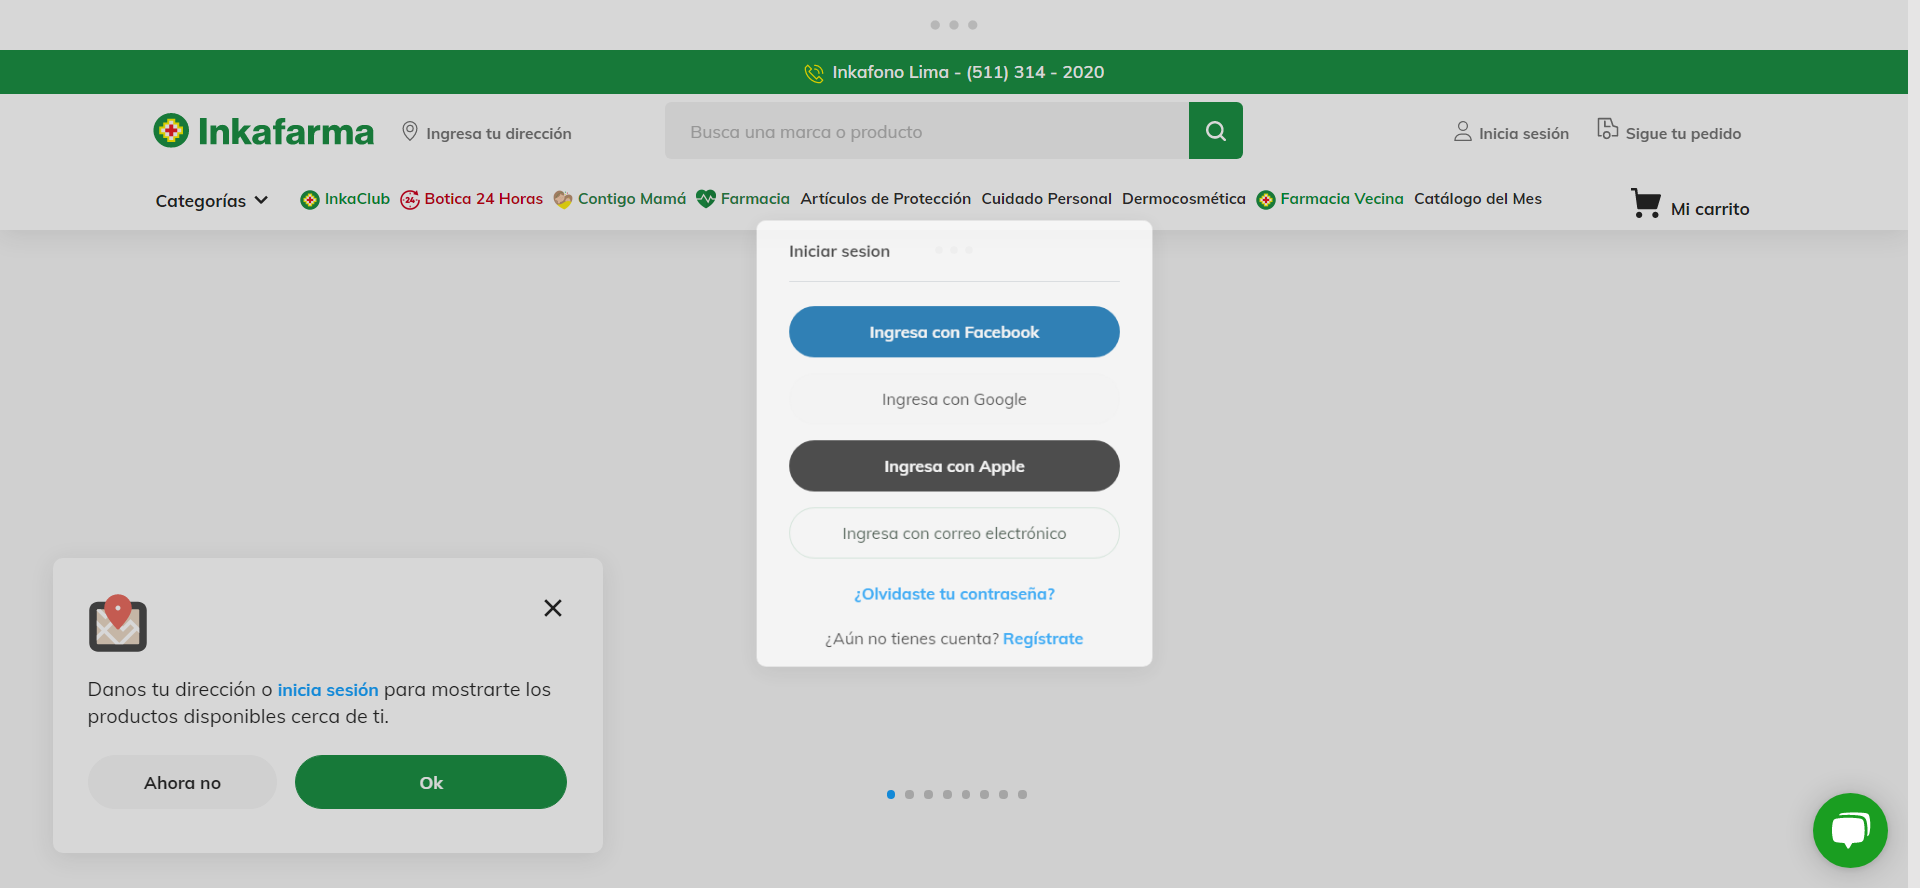 Inkafono Lima - (511) 314 - 2020
Inkafarma
Ingresa tu dirección
Busca una marca o producto
Inicia sesión
Sigue tu pedido
Categorías
InkaClub
24
Botica 24 Horas
Contigo Mamá
Farmacia
Artículos de Protección
Cuidado Personal
Dermocosmética
Farmacia Vecina
Catálogo del Mes
Mi carrito
Iniciar sesion
Ingresa con Facebook
Ingresa con Google
Ingresa con Apple
Ingresa con correo electrónico
¿Olvidaste tu contraseña?
¿Aún no tienes cuenta? Regístrate
Danos tu dirección o inicia sesión para mostrarte los
productos disponibles cerca de ti.
Ahora no
Ok